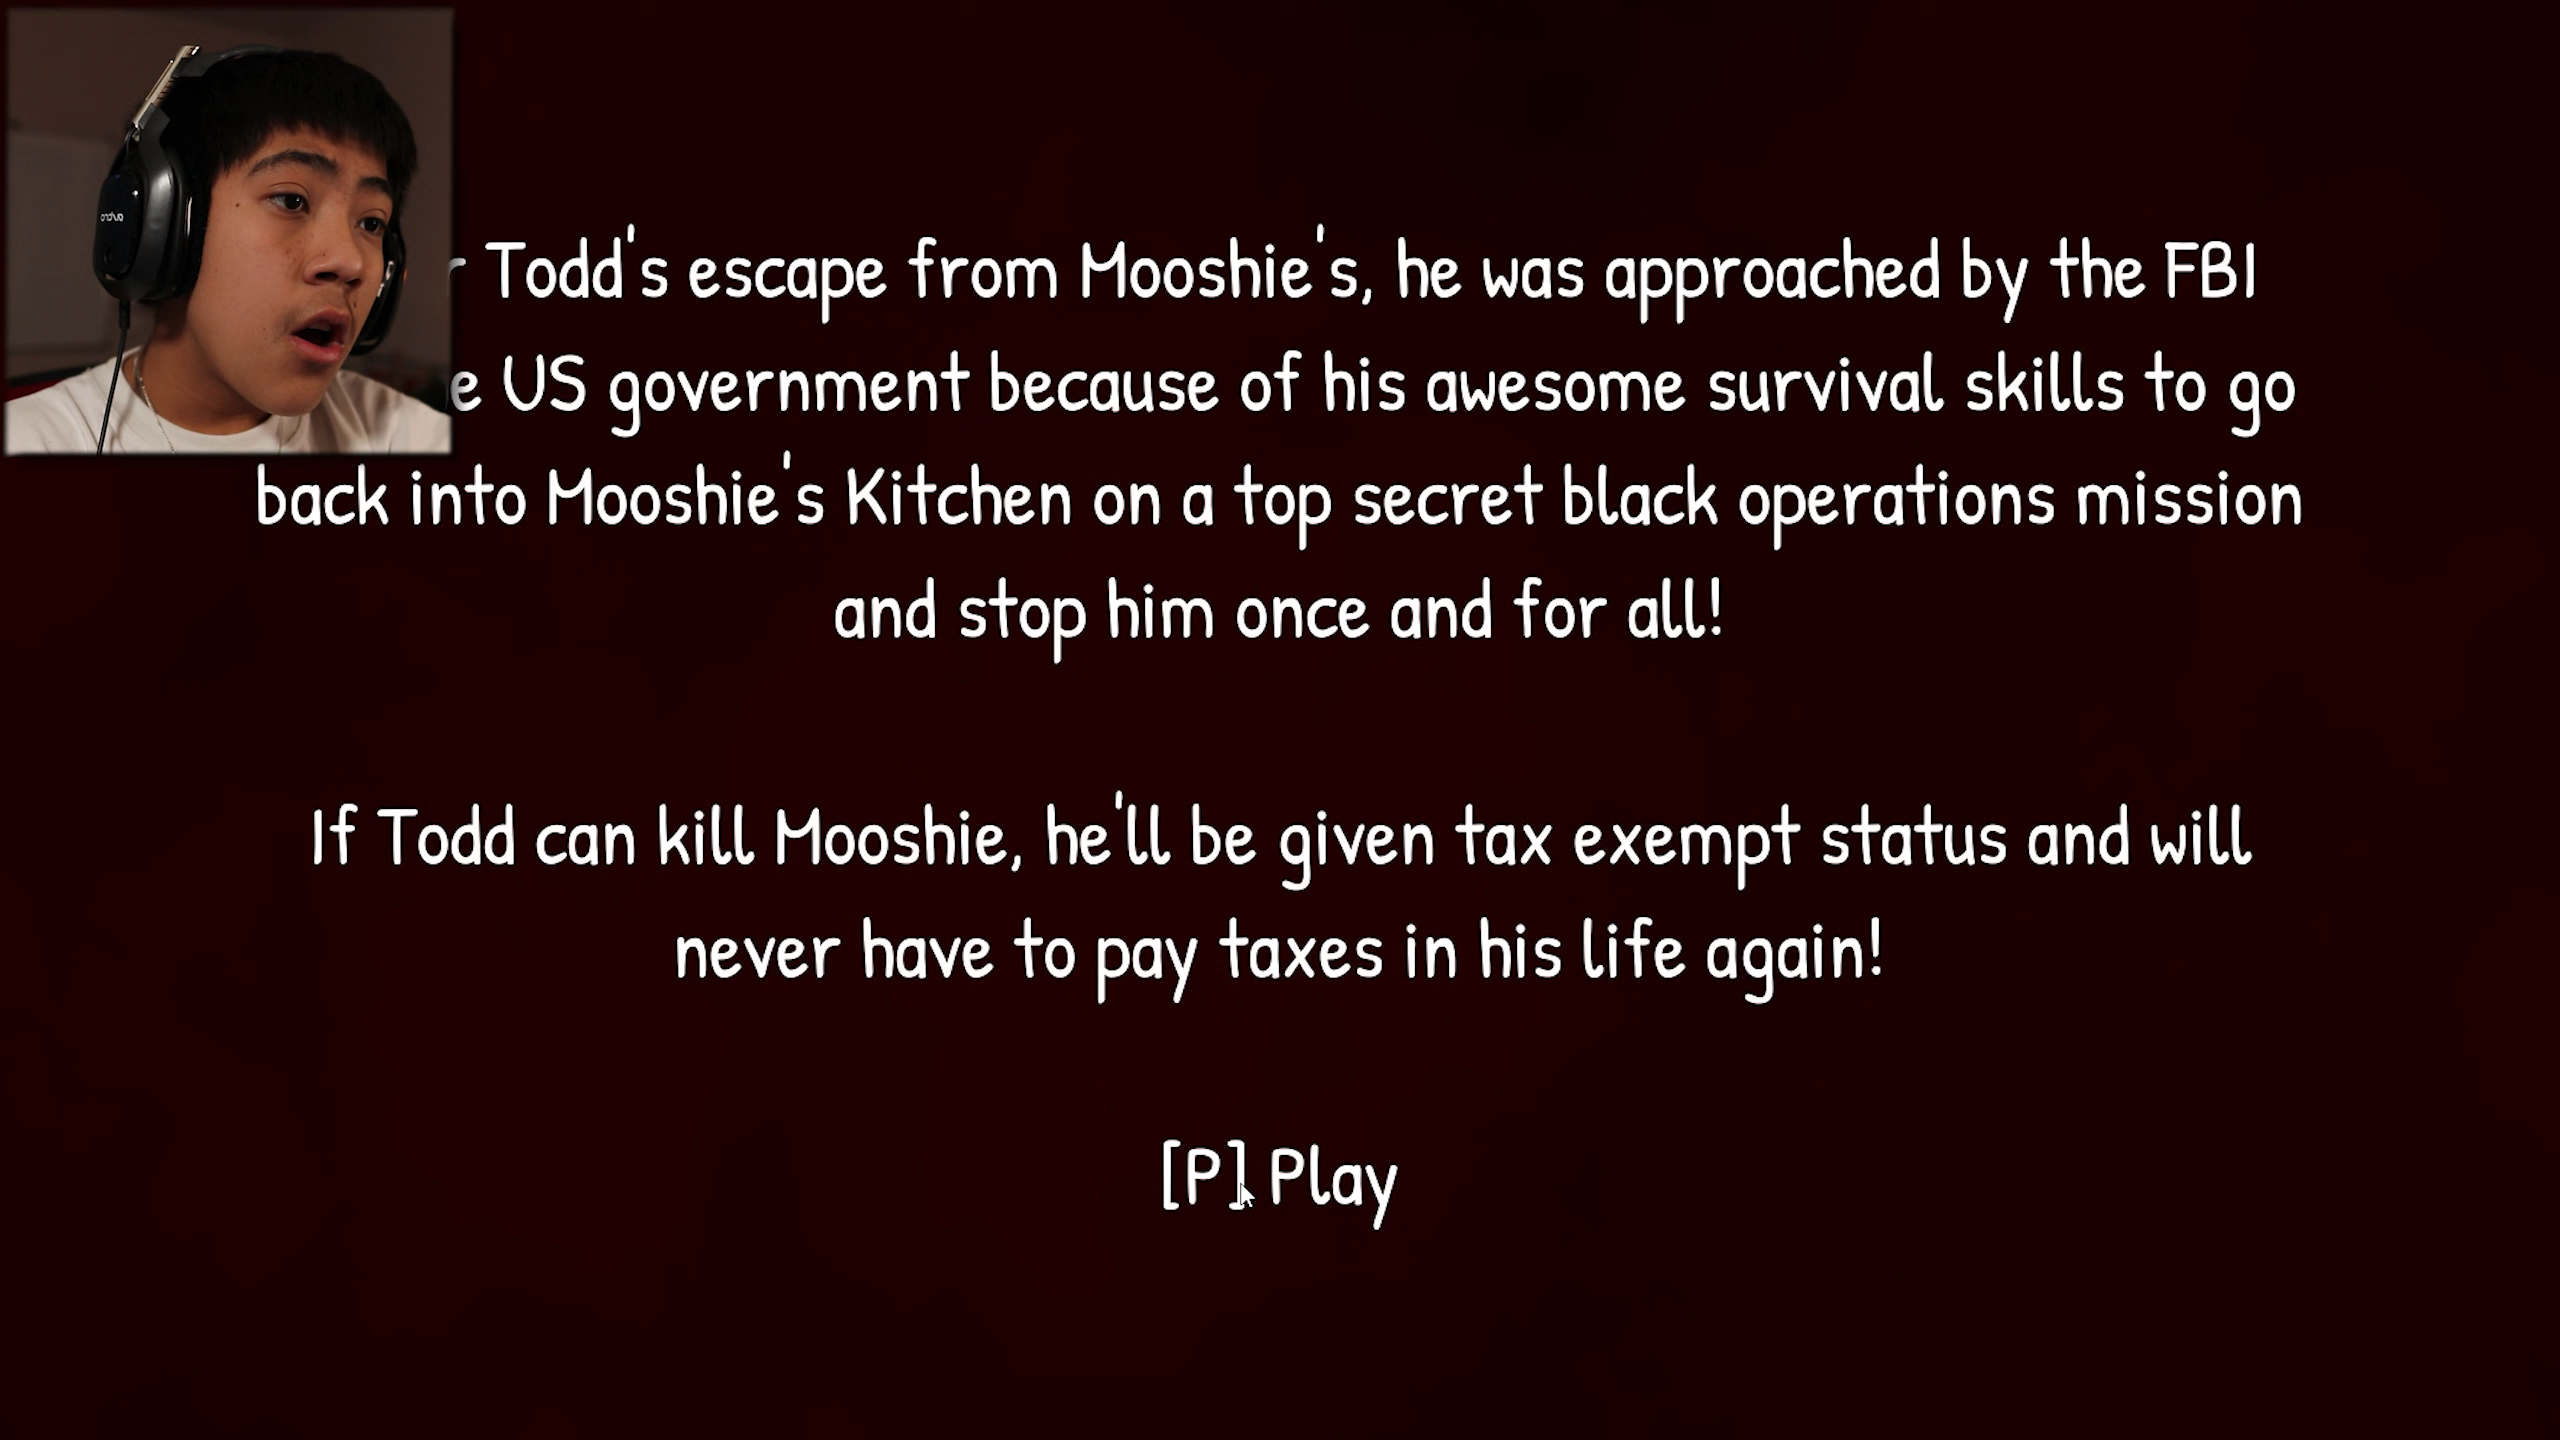 Todd's escape from Mooshie's, he was approached by the FBI
US government because of his awesome survival skills to go
back into Mooshie's Kitchen on a top secret black operations mission
and stop him once and for all!
If Todd can kill Mooshie, he'll be given tax exempt status and will
never have to pay taxes in his life again!
[P] Play